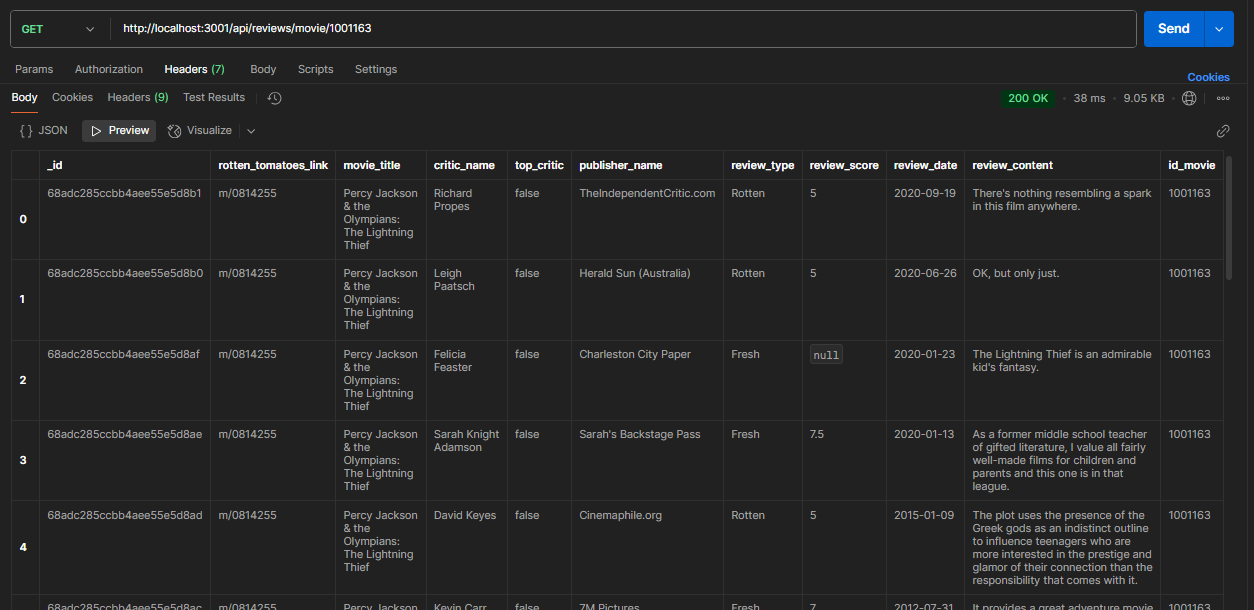 GET http://localhost:3001/api/reviews/movie/1001163 Send
Params Authorization Headers (7) Body Scripts Settings
Cookies
Body Cookies Headers (9) Test Results 200 OK • 38 ms • 9.05 KB
{ } JSON Preview Visualize
_id rotten_tomatoes_link movie_title critic_name top_critic publisher_name review_type review_score review_date review_content id_movie
0 68adc285ccbb4aee55e5d8b1 m/0814255 Percy Jackson Richard false TheIndependentCritic.com Rotten 5 2020-09-19 There's nothing resembling a spark 1001163
& the Propes in this film anywhere.
Olympians:
The Lightning
Thief
1 68adc285ccbb4aee55e5d8b0 m/0814255 Percy Jackson Leigh false Herald Sun (Australia) Rotten 5 2020-06-26 OK, but only just. 1001163
& the Paatsch
Olympians:
The Lightning
Thief
2 68adc285ccbb4aee55e5d8af m/0814255 Percy Jackson Felicia false Charleston City Paper Fresh null 2020-01-23 The Lightning Thief is an admirable 1001163
& the Feaster kid's fantasy.
Olympians:
The Lightning
Thief
3 68adc285ccbb4aee55e5d8ae m/0814255 Percy Jackson Sarah Knight false Sarah's Backstage Pass Fresh 7.5 2020-01-13 As a former middle school teacher 1001163
& the Adamson of gifted literature, I value all fairly
Olympians: well-made films for children and
The Lightning parents and this one is in that
Thief league.
4 68adc285ccbb4aee55e5d8ad m/0814255 Percy Jackson David Keyes false Cinemaphile.org Rotten 5 2015-01-09 The plot uses the presence of the 1001163
& the Greek gods as an indistinct outline
Olympians: to influence teenagers who are
The Lightning more interested in the prestige and
Thief glamor of their connection than the
responsibility that comes with it.
68adc285ccbb4aee55e5d8ac m/0814255 Percy Jackson Kevin Carr false 7M Pictures Fresh 7 2012-07-31 It provides a great adventure movie 1001163